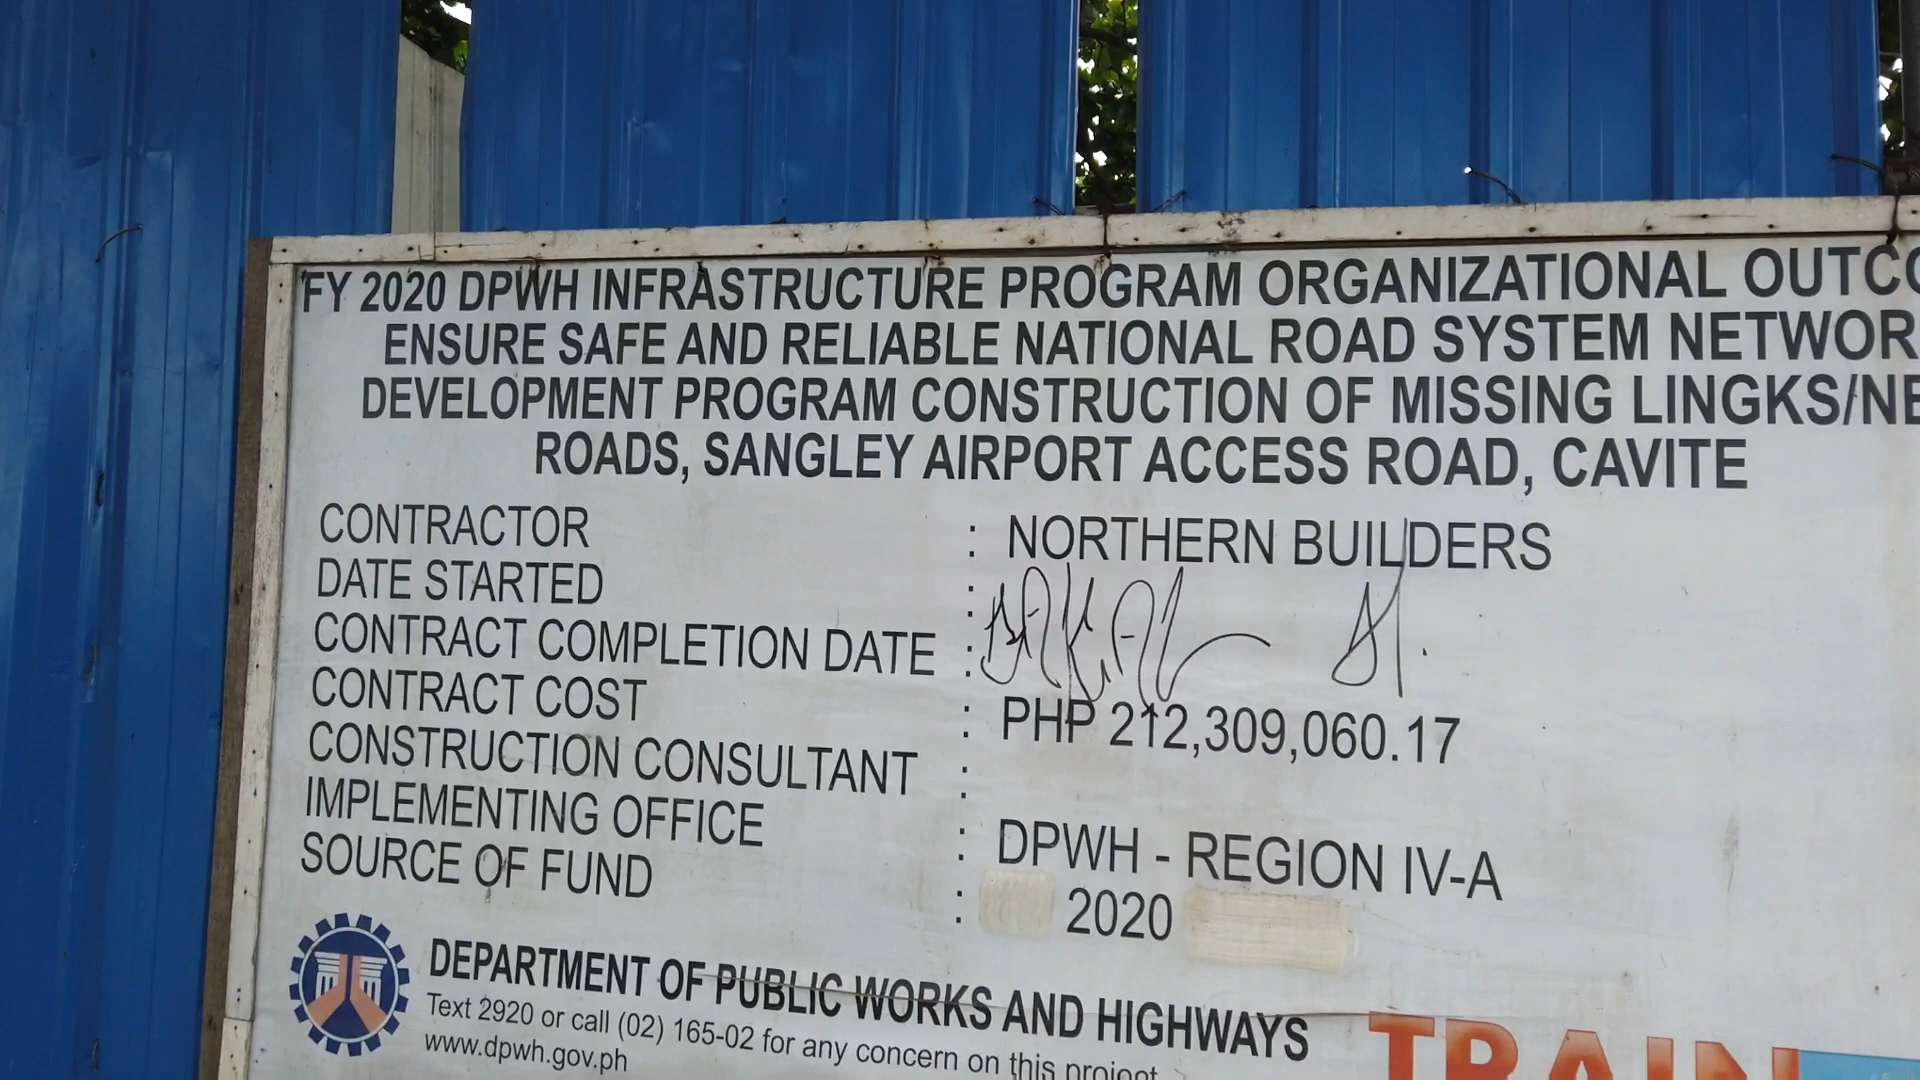 FY 2020 DPWH INFRASTRUCTURE PROGRAM ORGANIZATIONAL OUTCO
ENSURE SAFE AND RELIABLE NATIONAL ROAD SYSTEM NETWOR
DEVELOPMENT PROGRAM CONSTRUCTION OF MISSING LINGKS/NE
ROADS, SANGLEY AIRPORT ACCESS ROAD, CAVITE
CONTRACTOR : NORTHERN BUILDERS
DATE STARTED :
CONTRACT COMPLETION DATE :
CONTRACT COST : PHP 212,309,060.17
CONSTRUCTION CONSULTANT :
IMPLEMENTING OFFICE : DPWH - REGION IV-A
SOURCE OF FUND : 2020
DEPARTMENT OF PUBLIC WORKS AND HIGHWAYS
Text 2920 or call (02) 165-02 for any concern on this project
www.dpwh.gov.ph
TRAIN